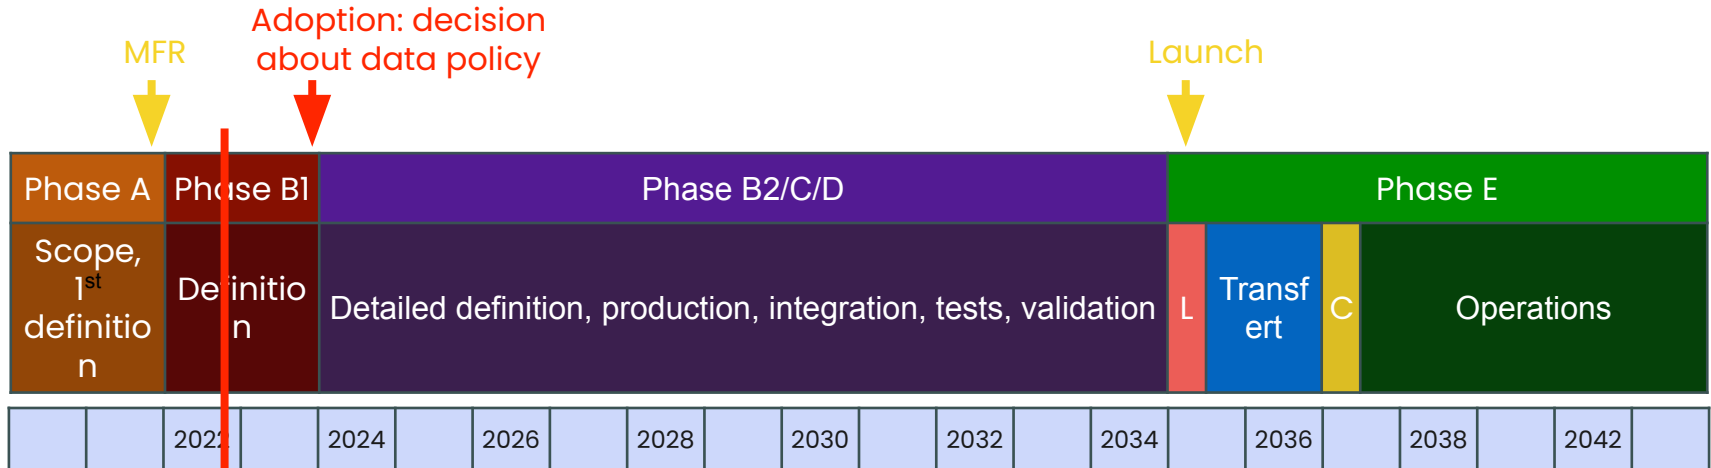 Adoption: decision
about data policy
MFR
Launch
Phase A
Phase B1
Phase B2/C/D
Phase E
Scope,
1st
definitio
n
Definitio
n
Detailed definition, production, integration, tests, validation
L
Transf
ert
C
Operations
2022
2024
2026
2028
2030
2032
2034
2036
2038
2042